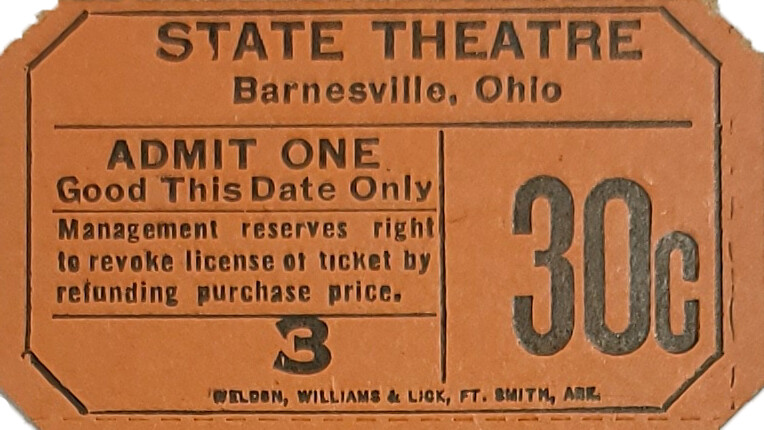 STATE THEATRE
Barnesville, Ohio
ADMIT ONE
Good This Date Only
Management reserves right
to revoke license of ticket by
refunding purchase price.
30c
3
WELDON, WILLIAMS & LICK, FT. SMITH, ARK.